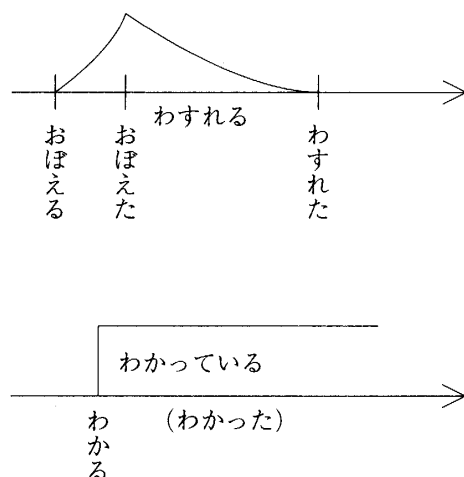 おぼえる
おぼえた
わすれる
わすれた
わかっている
わかる
(わかった)